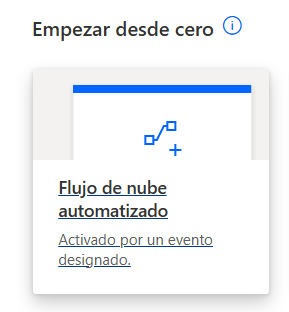 Empezar desde cero
Flujo de nube
automatizado
Activado por un evento
designado.